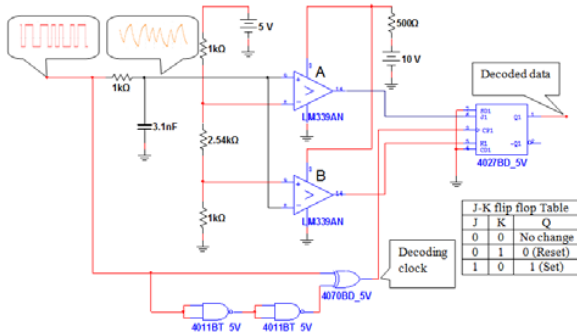 5 V
500Ω
1kΩ
10 V
A
Decoded data
1kΩ
LM339AN
3.1nF
2.54kΩ
B
4027BD_5V
LM339AN
1kΩ
J-K flip flop Table
J K Q
0 0 No change
0 1 0 (Reset)
1 0 1 (Set)
Decoding
clock
4070BD_5V
4011BT_5V 4011BT_5V